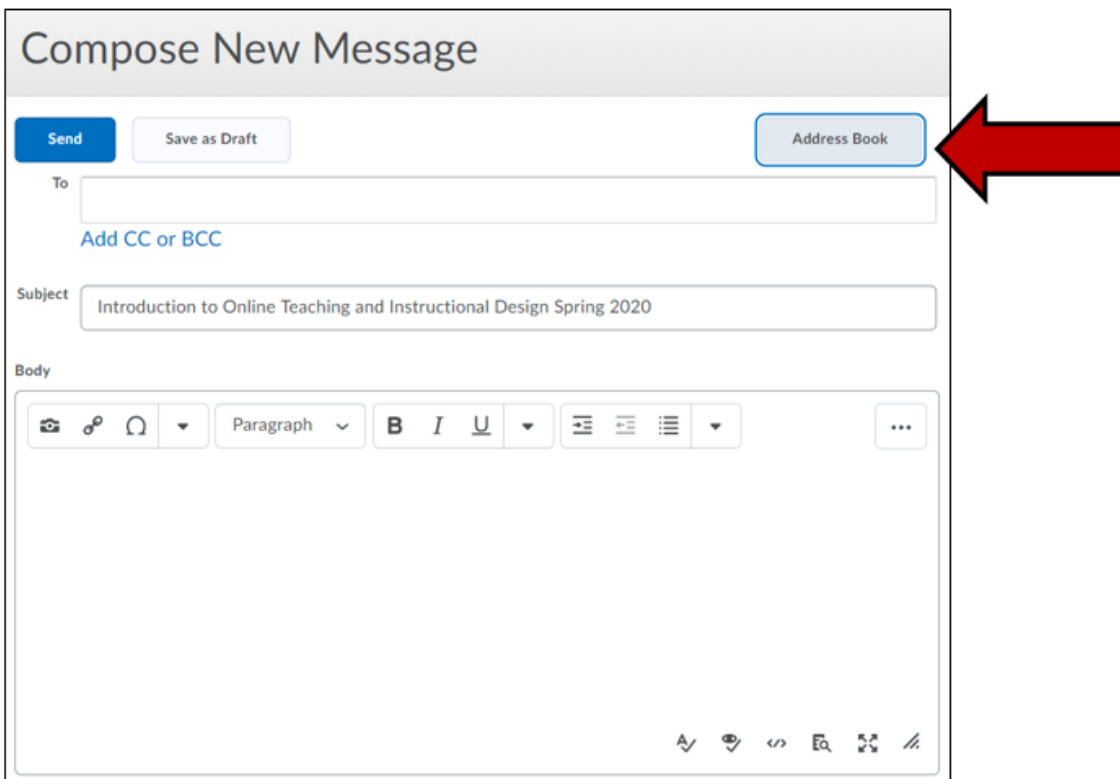 Compose New Message
Send Save as Draft Address Book
To
Add CC or BCC
Subject Introduction to Online Teaching and Instructional Design Spring 2020
Body
Paragraph B I U